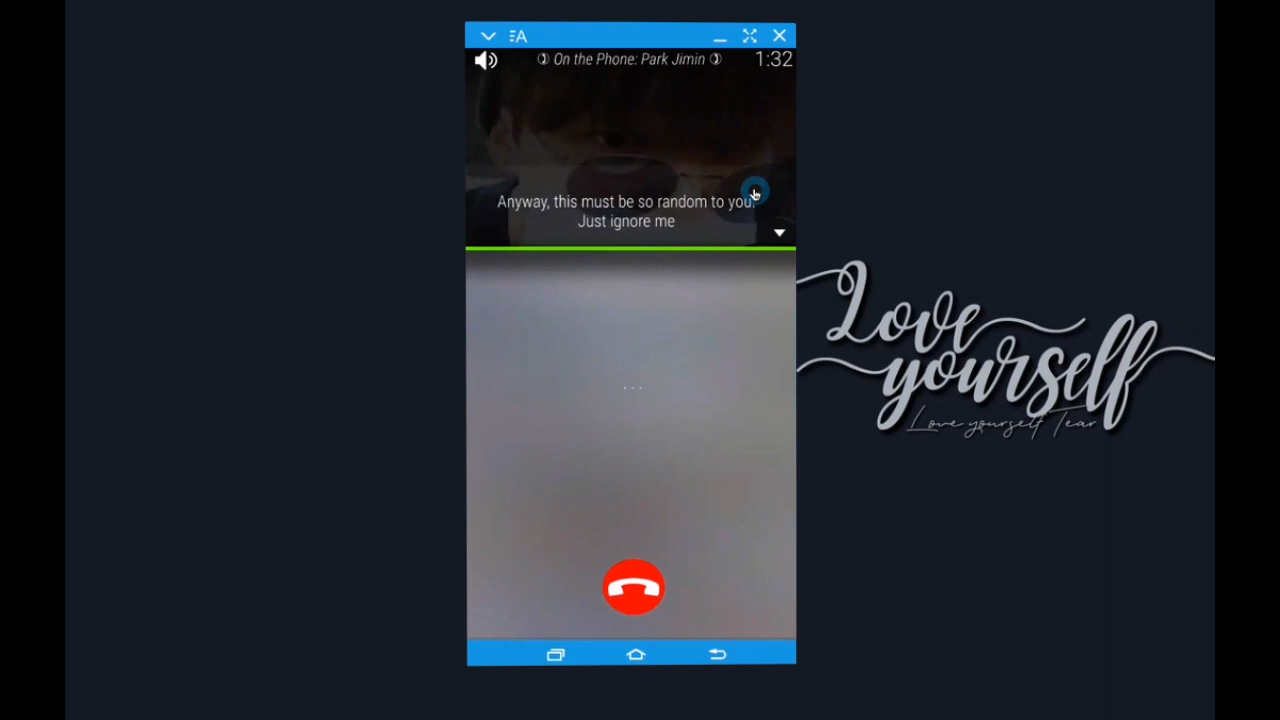 ΞA
On the Phone: Park Jimin
1:32
Anyway, this must be so random to you.
Just ignore me
...
Love
yourself
Love yourself Tear